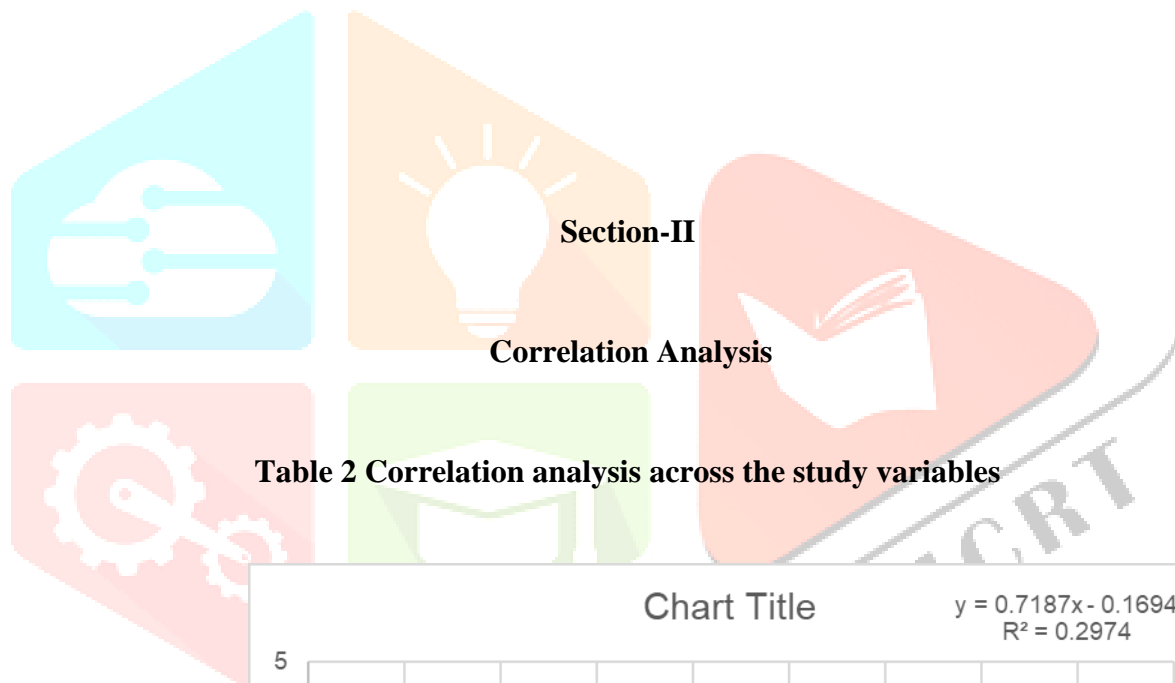 Section-II
Correlation Analysis
Table 2 Correlation analysis across the study variables
Chart Title
y = 0.7187x - 0.1694
R² = 0.2974
5